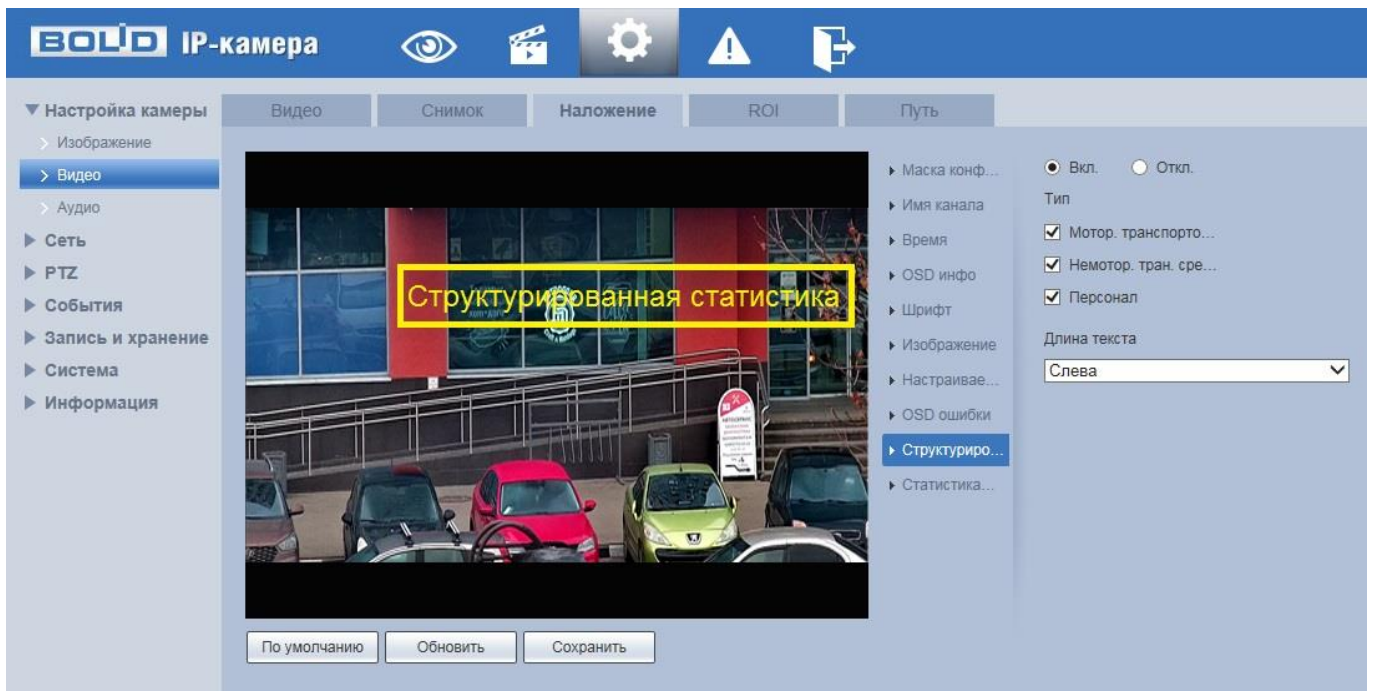 BOLID IP-камера
Настройка камеры
Изображение
Видео
Аудио
Сеть
PTZ
События
Запись и хранение
Система
Информация
Видео
Снимок
Наложение
ROI
Путь
Структурированная статистика
По умолчанию
Обновить
Сохранить
Маска конф...
Имя канала
Время
OSD инфо
Шрифт
Изображение
Настраивае...
OSD ошибки
Структуриро...
Статистика...
Вкл.
Откл.
Тип
Мотор. транспорто...
Немотор. тран. сре...
Персонал
Длина текста
Слева